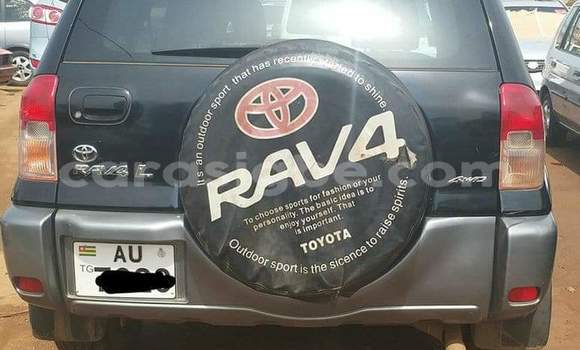 It's an outdoor sport that has recently started to shine
RAV4
To choose sports for fashion or your
personality. The basic idea is to
enjoy yourself. That
is important.
TOYOTA
Outdoor sport is the sicence to raise spirits
RAV4 L
4WD
AU
TG
carasigbe.com